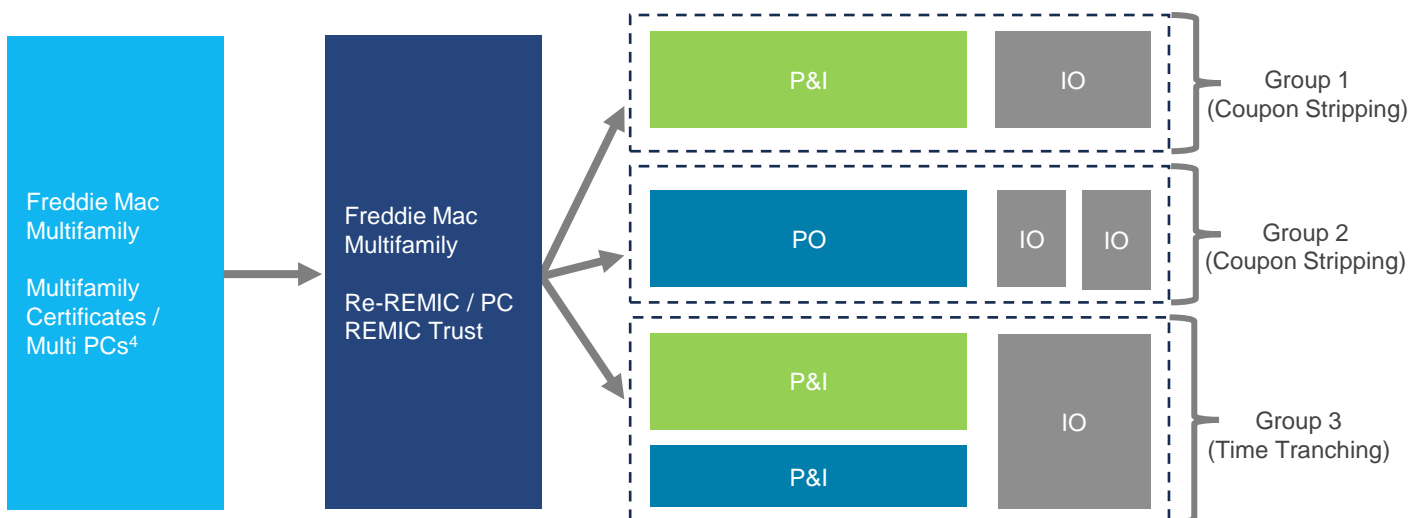 Freddie Mac
Multifamily
Multifamily
Certificates /
Multi PCs⁴
Freddie Mac
Multifamily
Re-REMIC / PC
REMIC Trust
P&I
IO
Group 1
(Coupon Stripping)
PO
IO
IO
Group 2
(Coupon Stripping)
P&I
P&I
IO
Group 3
(Time Tranching)